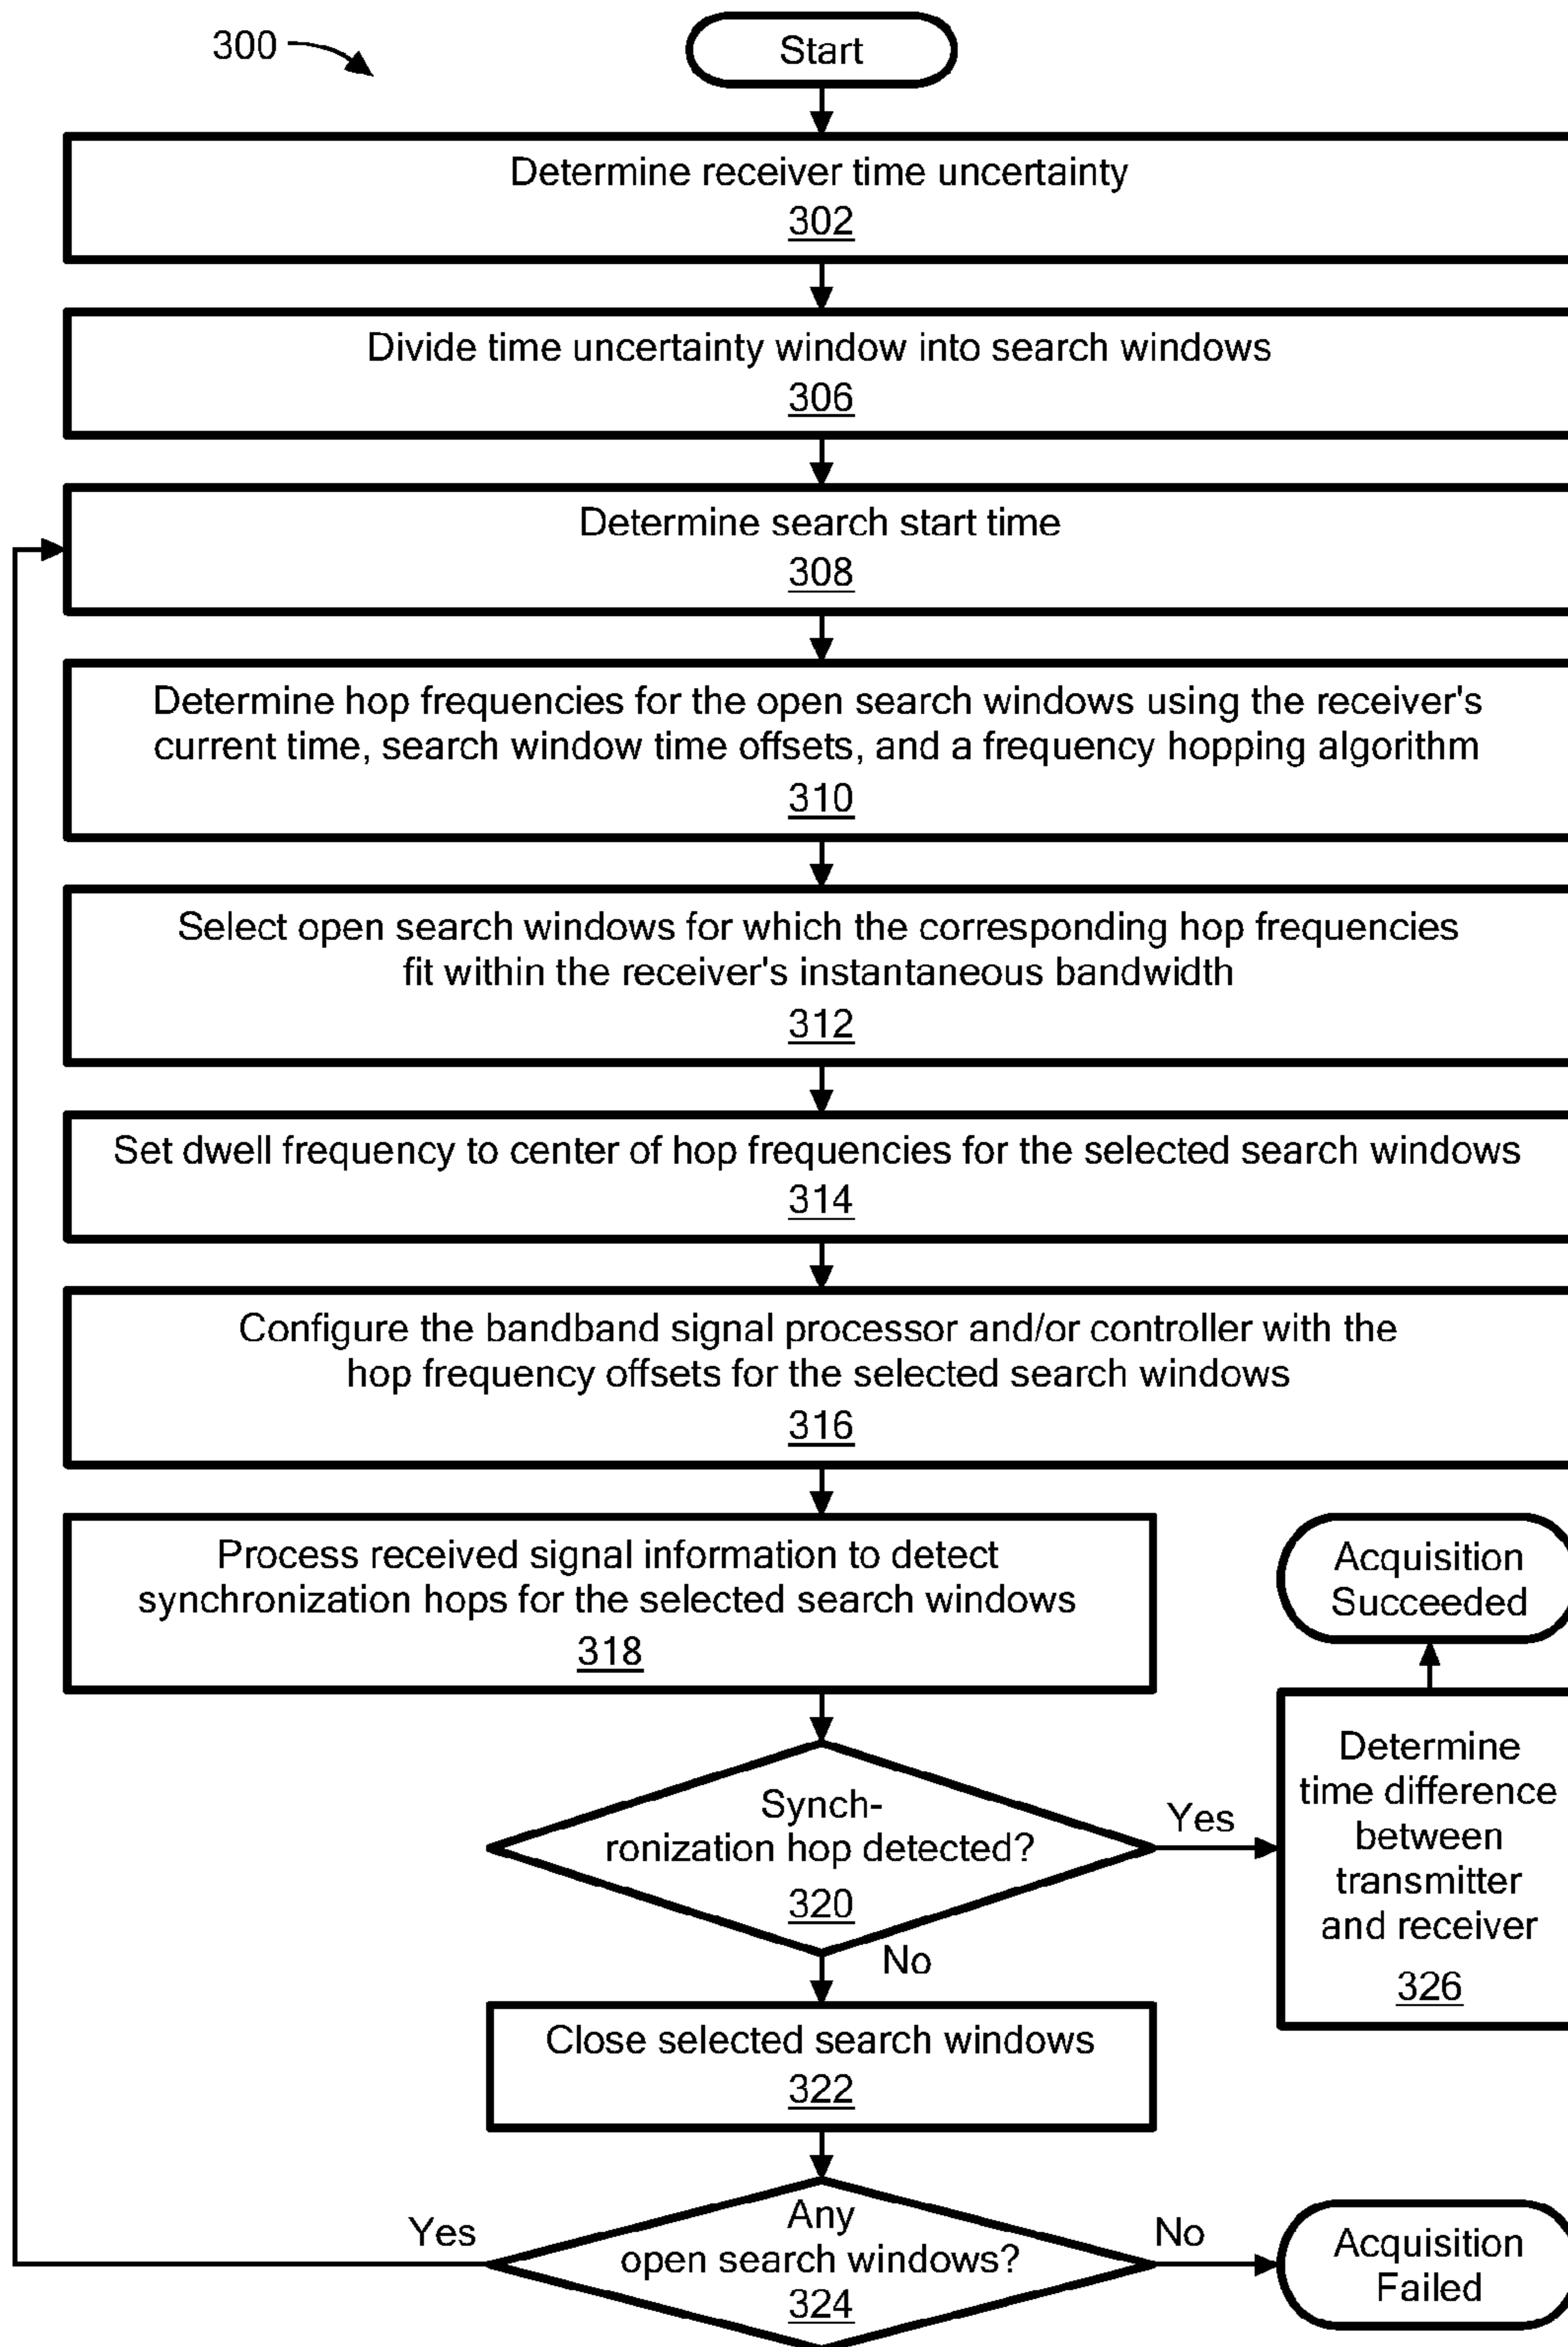 300
Start
Determine receiver time uncertainty
302
Divide time uncertainty window into search windows
306
Determine search start time
308
Determine hop frequencies for the open search windows using the receiver's
current time, search window time offsets, and a frequency hopping algorithm
310
Select open search windows for which the corresponding hop frequencies
fit within the receiver's instantaneous bandwidth
312
Set dwell frequency to center of hop frequencies for the selected search windows
314
Configure the bandband signal processor and/or controller with the
hop frequency offsets for the selected search windows
316
Process received signal information to detect
synchronization hops for the selected search windows
318
Acquisition
Succeeded
Synch-
ronization hop detected?
320
Yes
No
Determine
time difference
between
transmitter
and receiver
326
Close selected search windows
322
Any
open search windows?
324
Yes
No
Acquisition
Failed